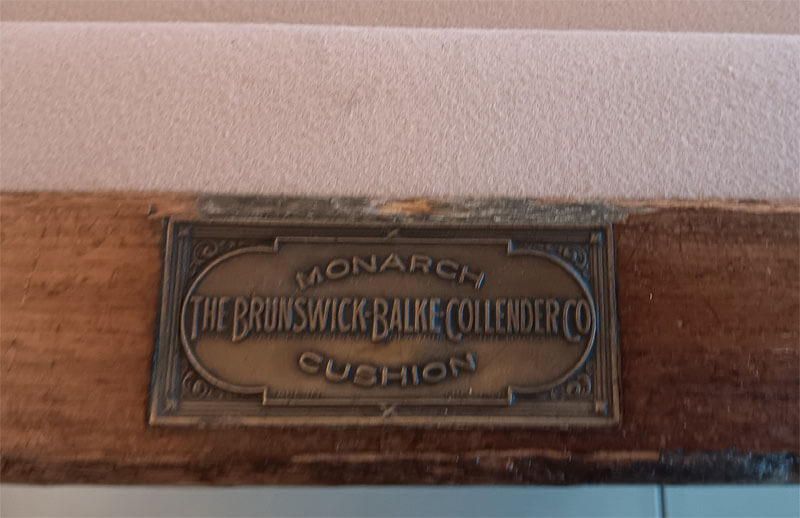 MONARCH
THE BRUNSWICK-BALKE-COLLENDER CO
CUSHION